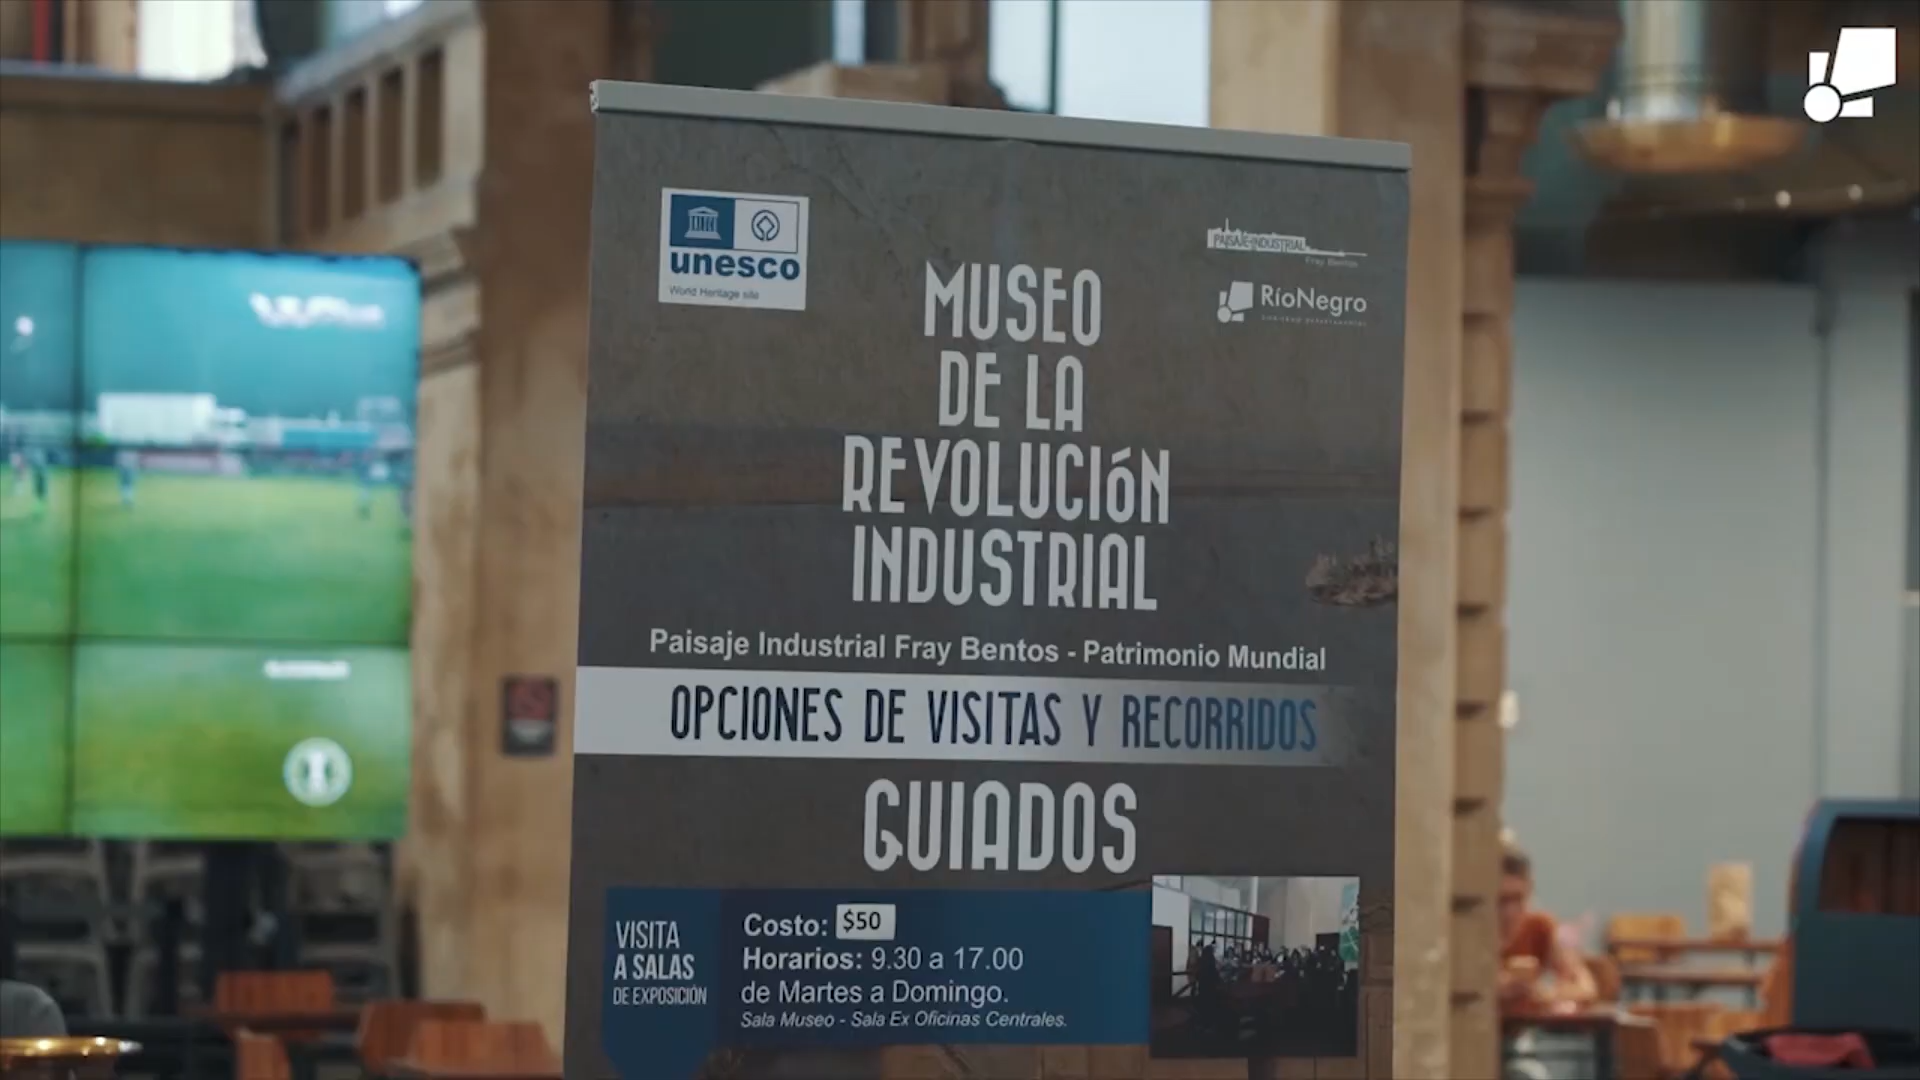 unesco
World Heritage site
PAISAJE INDUSTRIAL
Fray Bentos
RíoNegro
MUSEO
DE LA
REVOLUCIóN
INDUSTRIAL
Paisaje Industrial Fray Bentos - Patrimonio Mundial
OPCIONES DE VISITAS Y RECORRIDOS
GUIADOS
VISITA
A SALAS
DE EXPOSICIÓN
Costo: $50
Horarios: 9.30 a 17.00
de Martes a Domingo.
Sala Museo - Sala Ex Oficinas Centrales.